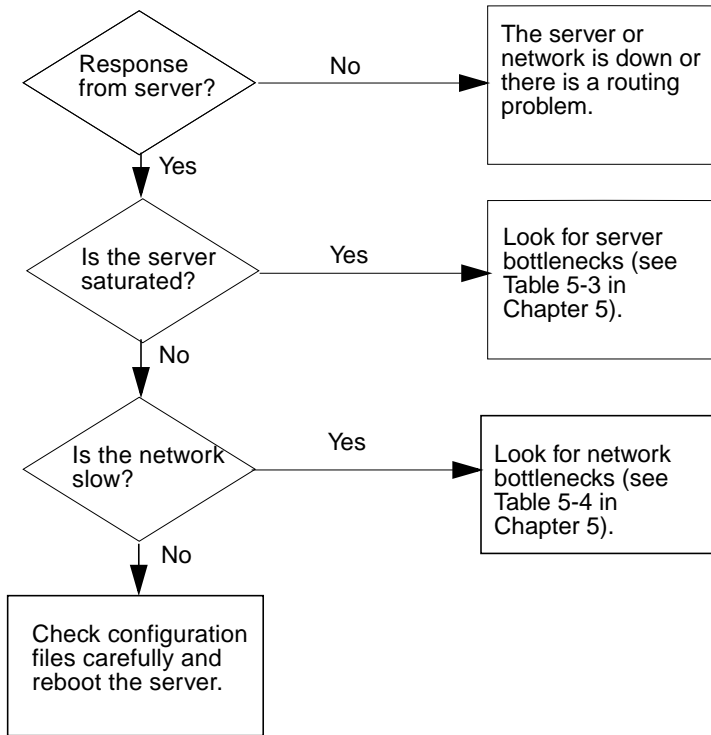 Response
from server?
No
The server or
network is down or
there is a routing
problem.
Yes
Is the server
saturated?
Yes
Look for server
bottlenecks (see
Table 5-3 in
Chapter 5).
No
Is the network
slow?
Yes
Look for network
bottlenecks (see
Table 5-4 in
Chapter 5).
No
Check configuration
files carefully and
reboot the server.